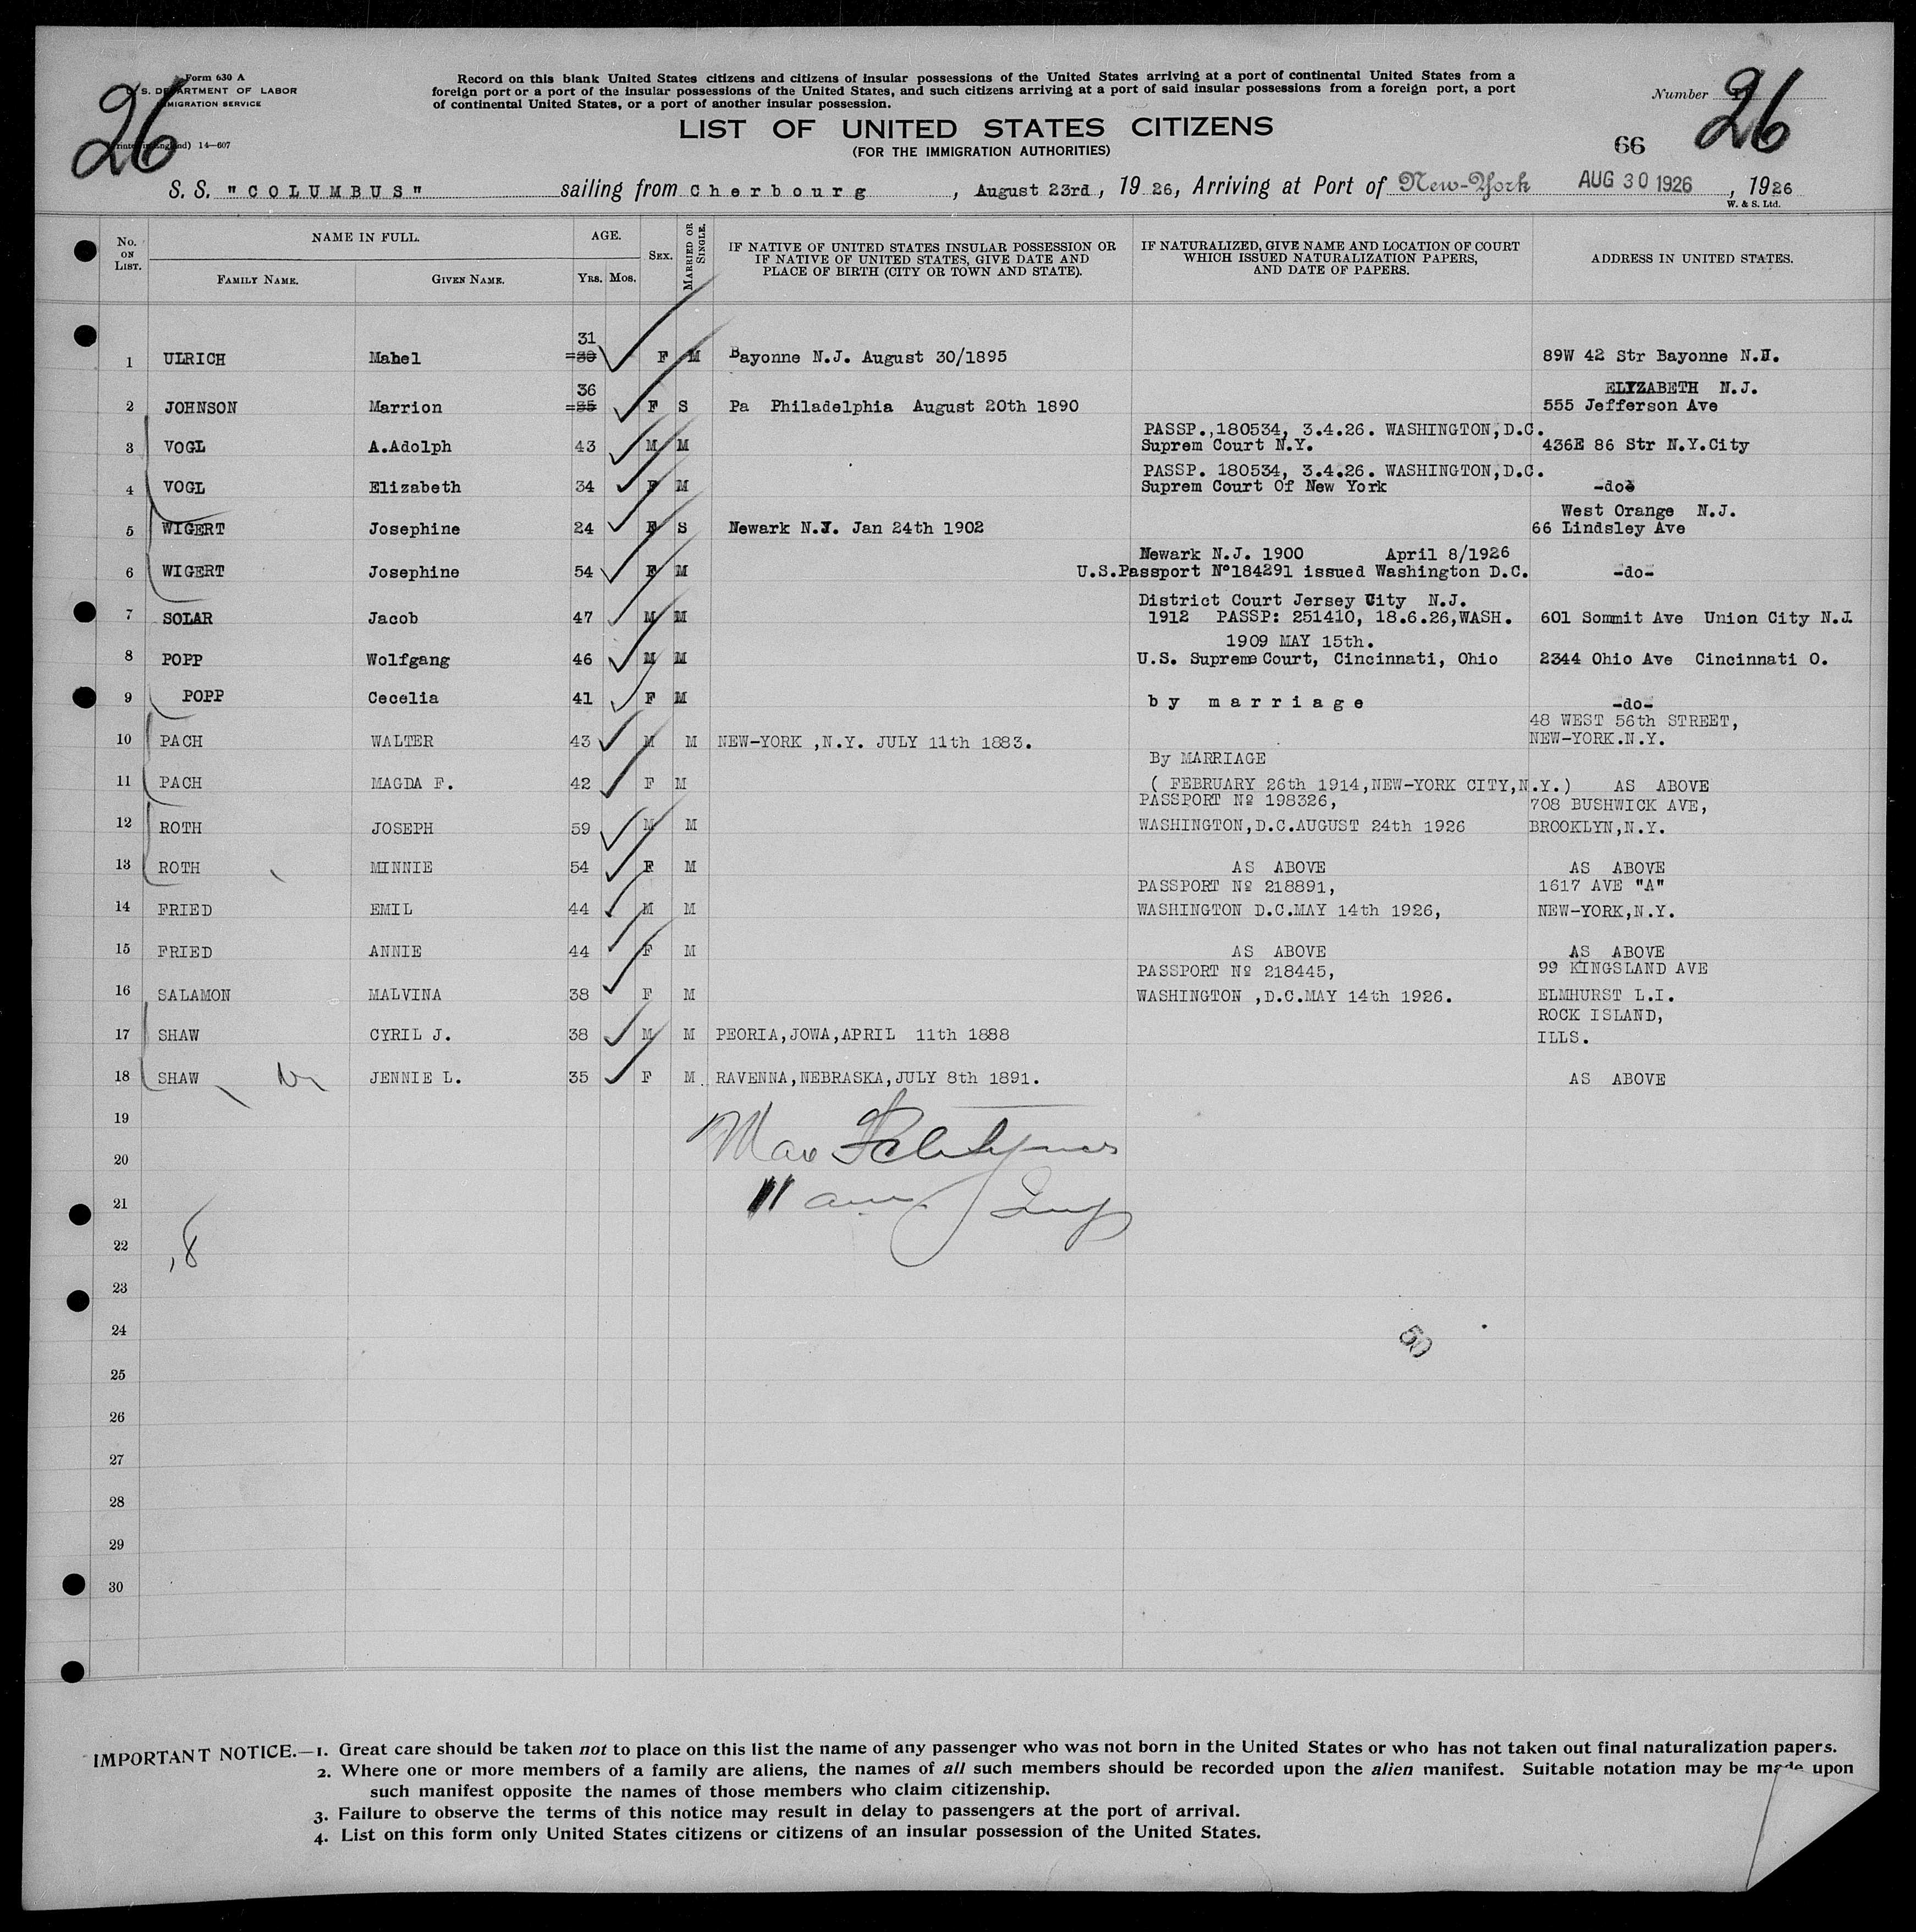 Form 630 A
U. S. DEPARTMENT OF LABOR
IMMIGRATION SERVICE
(Printed in England) 14—607
26
Record on this blank United States citizens and citizens of insular possessions of the United States arriving at a port of continental United States from a
foreign port or a port of the insular possessions of the United States, and such citizens arriving at a port of said insular possessions from a foreign port, a port
of continental United States, or a port of another insular possession.
LIST OF UNITED STATES CITIZENS
(FOR THE IMMIGRATION AUTHORITIES)
Number 26
66
S. S. "COLUMBUS" sailing from Cherbourg, August 23rd, 1926, Arriving at Port of New-York AUG 30 1926, 1926
W. & S. Ltd.
No. ON LIST. NAME IN FULL. AGE. SEX. MARRIED OR SINGLE. IF NATIVE OF UNITED STATES INSULAR POSSESSION OR IF NATIVE OF UNITED STATES, GIVE DATE AND PLACE OF BIRTH (CITY OR TOWN AND STATE). IF NATURALIZED, GIVE NAME AND LOCATION OF COURT WHICH ISSUED NATURALIZATION PAPERS, AND DATE OF PAPERS. ADDRESS IN UNITED STATES.
FAMILY NAME. GIVEN NAME. YRS. MOS.
31
1 ULRICH Mahel =30 F M Bayonne N.J. August 30/1895 89W 42 Str Bayonne N.J.
36 ELIZABETH N.J.
2 JOHNSON Marrion =35 F S Pa Philadelphia August 20th 1890 555 Jefferson Ave
PASSP., 180534, 3.4.26. WASHINGTON, D.C.
3 VOGL A.Adolph 43 M M Suprem Court N.Y. 436E 86 Str N.Y.City
PASSP. 180534, 3.4.26. WASHINGTON, D.C.
4 VOGL Elizabeth 34 F M Suprem Court Of New York -do-
West Orange N.J.
5 WIGERT Josephine 24 F S Newark N.J. Jan 24th 1902 66 Lindsley Ave
Newark N.J. 1900 April 8/1926
6 WIGERT Josephine 54 F M U.S.Passport Nº184291 issued Washington D.C. -do-
District Court Jersey City N.J.
7 SOLAR Jacob 47 M M 1912 PASSP: 251410, 18.6.26,WASH. 601 Sommit Ave Union City N.J.
1909 MAY 15th.
8 POPP Wolfgang 46 M M U.S. Supreme Court, Cincinnati, Ohio 2344 Ohio Ave Cincinnati O.
9 POPP Cecelia 41 F M by marriage -do-
48 WEST 56th STREET,
10 PACH WALTER 43 M M NEW-YORK ,N.Y. JULY 11th 1883. NEW-YORK.N.Y.
By MARRIAGE
11 PACH MAGDA F. 42 F M ( FEBRUARY 26th 1914,NEW-YORK CITY,N.Y.) AS ABOVE
PASSPORT Nº 198326, 708 BUSHWICK AVE,
12 ROTH JOSEPH 59 M M WASHINGTON,D.C.AUGUST 24th 1926 BROOKLYN,N.Y.
13 ROTH MINNIE 54 F M AS ABOVE AS ABOVE
PASSPORT Nº 218891, 1617 AVE "A"
14 FRIED EMIL 44 M M WASHINGTON D.C.MAY 14th 1926, NEW-YORK,N.Y.
15 FRIED ANNIE 44 F M AS ABOVE AS ABOVE
PASSPORT Nº 218445, 99 KINGSLAND AVE
16 SALAMON MALVINA 38 F M WASHINGTON ,D.C.MAY 14th 1926. ELMHURST L.I.
ROCK ISLAND,
17 SHAW CYRIL J. 38 M M PEORIA,JOWA,APRIL 11th 1888 ILLS.
18 SHAW JENNIE L. 35 F M. RAVENNA,NEBRASKA,JULY 8th 1891. AS ABOVE
19
Max
20
11 am Insp
21
22
23
24
50
25
26
27
28
29
30
IMPORTANT NOTICE.—1. Great care should be taken not to place on this list the name of any passenger who was not born in the United States or who has not taken out final naturalization papers.
2. Where one or more members of a family are aliens, the names of all such members should be recorded upon the alien manifest. Suitable notation may be made upon
such manifest opposite the names of those members who claim citizenship.
3. Failure to observe the terms of this notice may result in delay to passengers at the port of arrival.
4. List on this form only United States citizens or citizens of an insular possession of the United States.